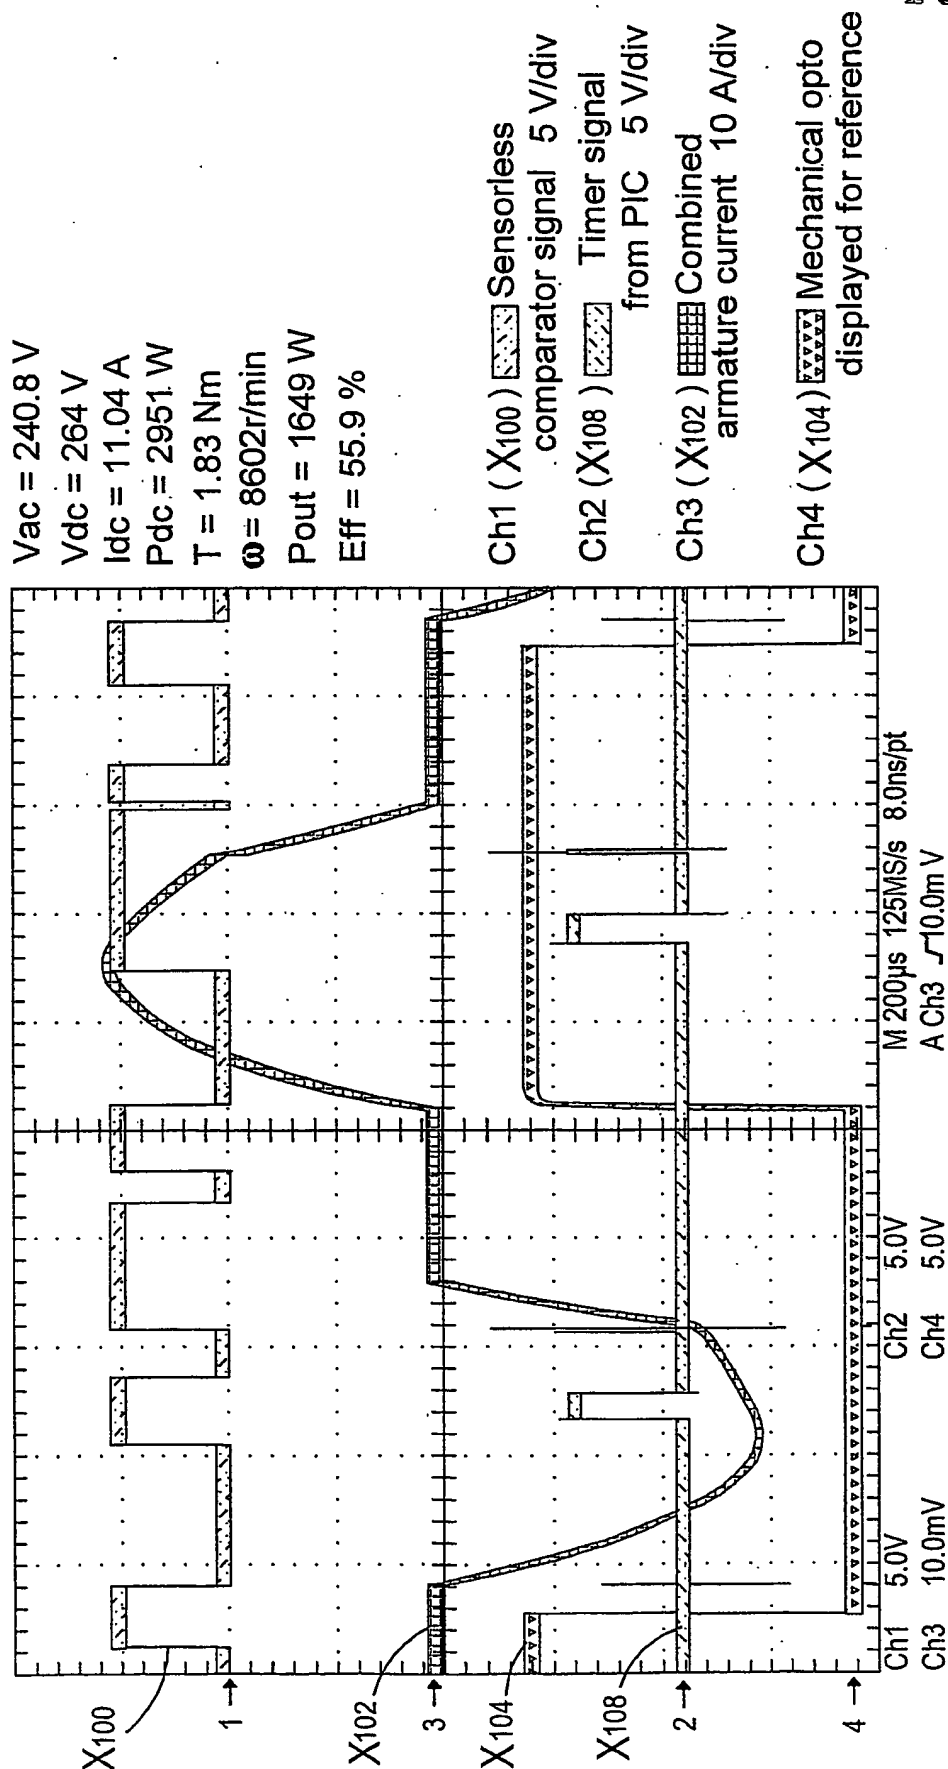 Vac = 240.8 V
Vdc = 264 V
Idc = 11.04 A
Pdc = 2951 W
T = 1.83 Nm
ω = 8602r/min
Pout = 1649 W
Eff = 55.9 %
Ch1 (X100) Sensorless
comparator signal 5 V/div
Ch2 (X108) Timer signal
from PIC 5 V/div
Ch3 (X102) Combined
armature current 10 A/div
Ch4 (X104) Mechanical opto
displayed for reference
X100
1
X102
3
X104
X108
2
4
Ch1 5.0V Ch2 5.0V M 200µs 125MS/s 8.0ns/pt
Ch3 10.0mV Ch4 5.0V A Ch3 10.0m V